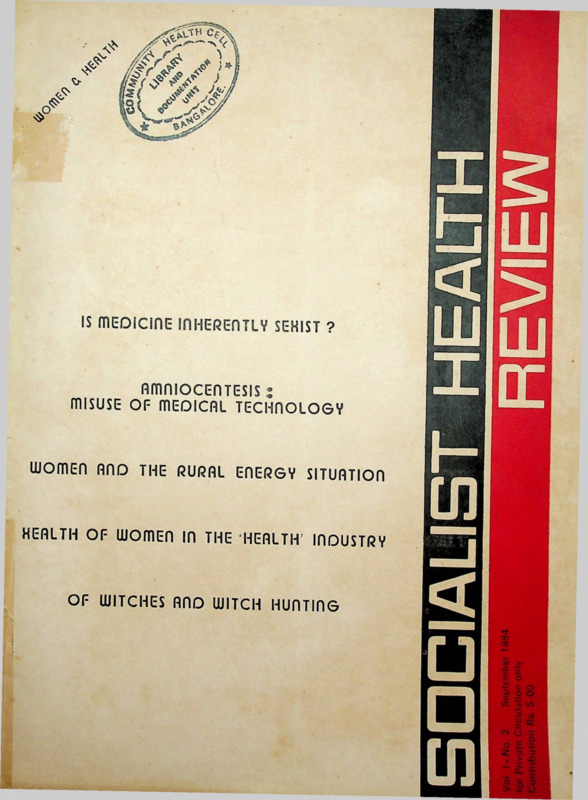 WOMEN & HEALTH
COMMUNITY HEALTH CELL
LIBRARY
AND
DOCUMENTATION
UNIT
BANGALORE.
IS MEDICINE INHERENTLY SEXIST ?
AMNIOCENTESIS :
MISUSE OF MEDICAL TECHNOLOGY
WOMEN AND THE RURAL ENERGY SITUATION
HEALTH OF WOMEN IN THE 'HEALTH' INDUSTRY
OF WITCHES AND WITCH HUNTING
SOCIALIST HEALTH
REVIEW
Vol I - No. 2 September 1984
for Private Circulation only
Contribution Rs. 5-00